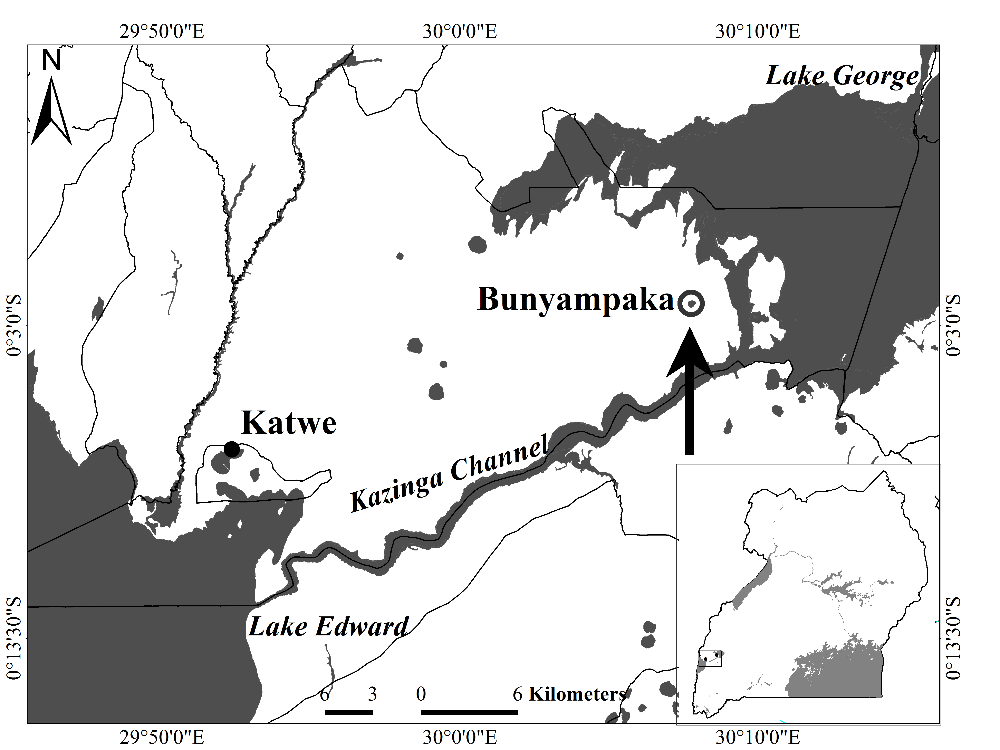 29°50'0"E 30°0'0"E 30°10'0"E
N
Lake George
Bunyampaka
0°3'0"S 0°3'0"S
Katwe
Kazinga Channel
Lake Edward
0°13'30"S 0°13'30"S
6 3 0 6 Kilometers
29°50'0"E 30°0'0"E 30°10'0"E